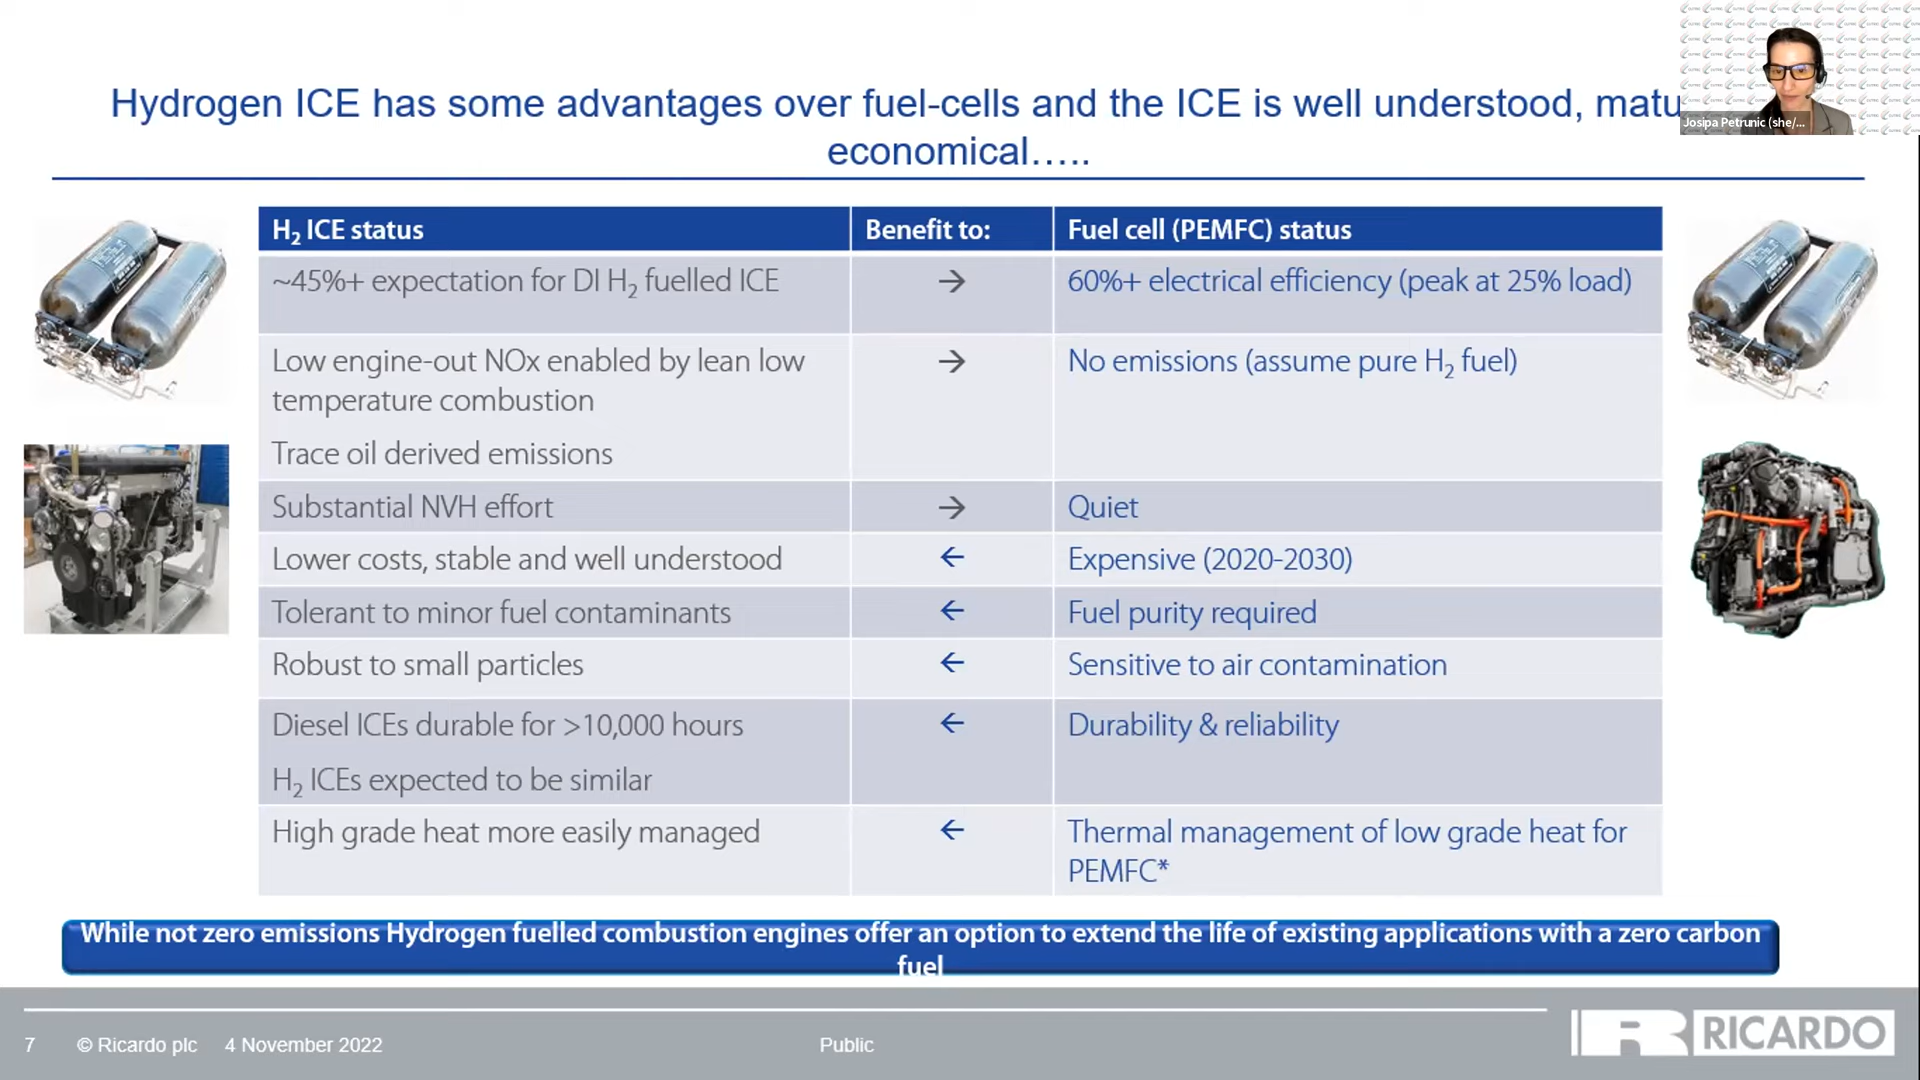 Hydrogen ICE has some advantages over fuel-cells and the ICE is well understood, matu
economical…..
Josipa Petrunic (she/...
H2 ICE status
Benefit to:
Fuel cell (PEMFC) status
~45%+ expectation for DI H2 fuelled ICE
→
60%+ electrical efficiency (peak at 25% load)
Low engine-out NOx enabled by lean low
temperature combustion
Trace oil derived emissions
→
No emissions (assume pure H2 fuel)
Substantial NVH effort
→
Quiet
Lower costs, stable and well understood
←
Expensive (2020-2030)
Tolerant to minor fuel contaminants
←
Fuel purity required
Robust to small particles
←
Sensitive to air contamination
Diesel ICEs durable for >10,000 hours
H2 ICEs expected to be similar
←
Durability & reliability
High grade heat more easily managed
←
Thermal management of low grade heat for
PEMFC*
While not zero emissions Hydrogen fuelled combustion engines offer an option to extend the life of existing applications with a zero carbon
fuel
7
© Ricardo plc
4 November 2022
Public
RICARDO